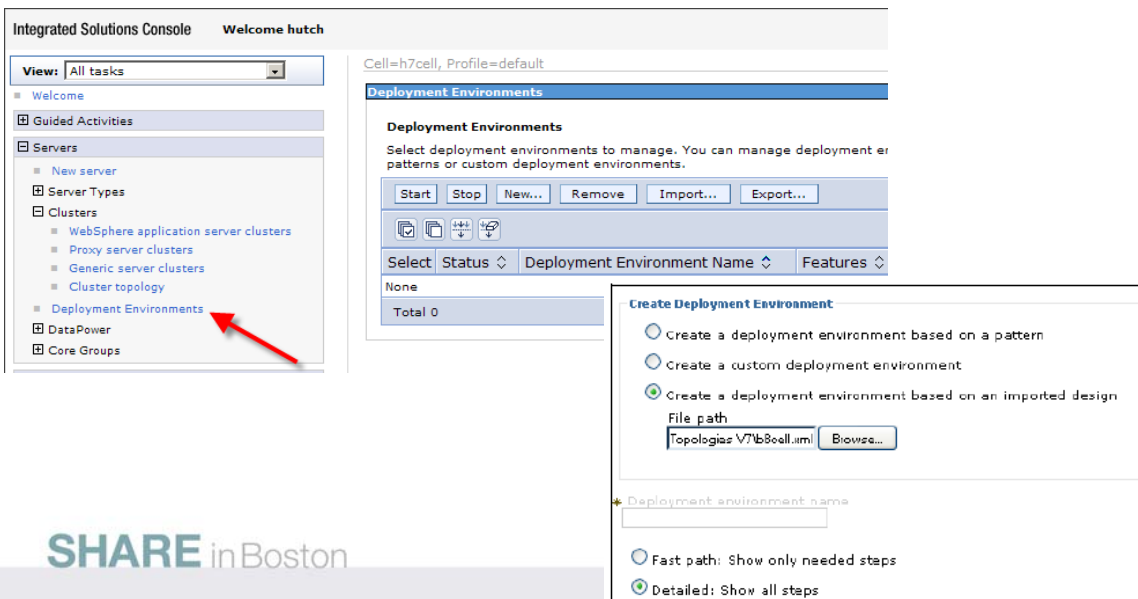 Integrated Solutions Console Welcome hutch
View: All tasks
Welcome
Guided Activities
Servers
New server
Server Types
Clusters
WebSphere application server clusters
Proxy server clusters
Generic server clusters
Cluster topology
Deployment Environments
DataPower
Core Groups
Cell=h7cell, Profile=default
Deployment Environments
Deployment Environments
Select deployment environments to manage. You can manage deployment
patterns or custom deployment environments.
Start Stop New... Remove Import... Export...
Select Status Deployment Environment Name Features
None
Total 0
Create Deployment Environment
Create a deployment environment based on a pattern
Create a custom deployment environment
Create a deployment environment based on an imported design
File path
Topologies V7\b8cell.xml Browse...
* Deployment environment name
Fast path: Show only needed steps
Detailed: Show all steps
SHARE in Boston